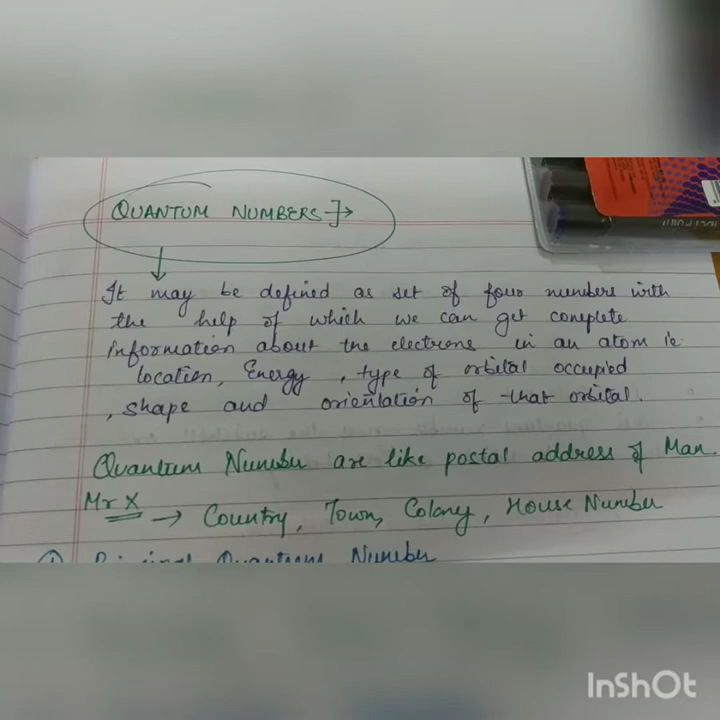 QUANTUM NUMBERS
It may be defined as set of four numbers with
the help of which we can get complete
information about the electrons in an atom i.e
location, Energy, type of orbital occupied
, shape and orientation of that orbital.
Quantum Number are like postal address of Man.
Mr X → Country, Town, Colony, House Number
① Quantum Number
InShOt